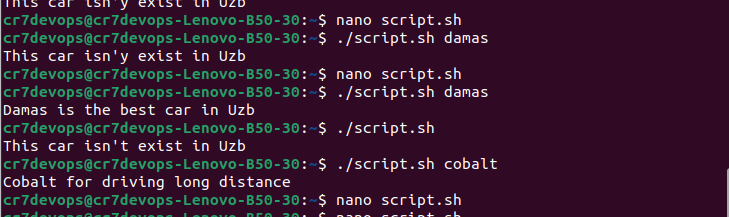 This car isn'y exist in Uzb
cr7devops@cr7devops-Lenovo-B50-30:~$ nano script.sh
cr7devops@cr7devops-Lenovo-B50-30:~$ ./script.sh damas
This car isn'y exist in Uzb
cr7devops@cr7devops-Lenovo-B50-30:~$ nano script.sh
cr7devops@cr7devops-Lenovo-B50-30:~$ ./script.sh damas
Damas is the best car in Uzb
cr7devops@cr7devops-Lenovo-B50-30:~$ ./script.sh
This car isn't exist in Uzb
cr7devops@cr7devops-Lenovo-B50-30:~$ ./script.sh cobalt
Cobalt for driving long distance
cr7devops@cr7devops-Lenovo-B50-30:~$ nano script.sh
cr7devops@cr7devops-Lenovo-B50-30:~$ nano script.sh